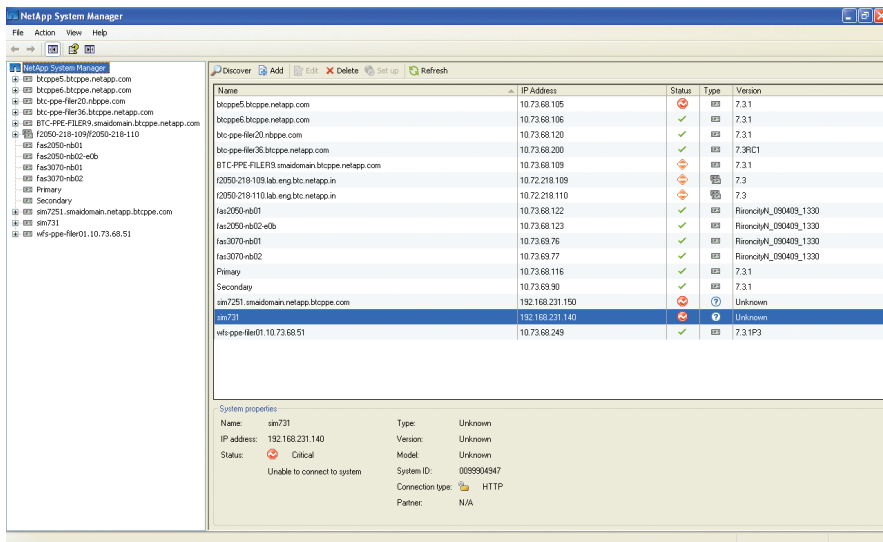 NetApp System Manager
File Action View Help
NetApp System Manager
btcppe5.btcppe.netapp.com
btcppe6.btcppe.netapp.com
btc-ppe-filer20.nbppe.com
btc-ppe-filer36.btcppe.netapp.com
BTC-PPE-FILER9.smaidomain.btcppe.netapp.com
f2050-218-109/f2050-218-110
fas2050-nb01
fas2050-nb02-e0b
fas3070-nb01
fas3070-nb02
Primary
Secondary
sim7251.smaidomain.netapp.btcppe.com
sim731
wfs-ppe-filer01.10.73.68.51
Discover Add Edit Delete Set up Refresh
Name IP Address Status Type Version
btcppe5.btcppe.netapp.com 10.73.68.105 7.3.1
btcppe6.btcppe.netapp.com 10.73.68.106 7.3.1
btc-ppe-filer20.nbppe.com 10.73.68.120 7.3.1
btc-ppe-filer36.btcppe.netapp.com 10.73.68.200 7.3RC1
BTC-PPE-FILER9.smaidomain.btcppe.netapp.com 10.73.68.109 7.3.1
f2050-218-109.lab.eng.btc.netapp.in 10.72.218.109 7.3
f2050-218-110.lab.eng.btc.netapp.in 10.72.218.110 7.3
fas2050-nb01 10.73.68.122 RironcityN_090409_1330
fas2050-nb02-e0b 10.73.68.123 RironcityN_090409_1330
fas3070-nb01 10.73.69.76 RironcityN_090409_1330
fas3070-nb02 10.73.69.77 RironcityN_090409_1330
Primary 10.73.68.116 7.3.1
Secondary 10.73.69.90 7.3.1
sim7251.smaidomain.netapp.btcppe.com 192.168.231.150 Unknown
sim731 192.168.231.140 Unknown
wfs-ppe-filer01.10.73.68.51 10.73.68.249 7.3.1P3
System properties
Name: sim731 Type: Unknown
IP address: 192.168.231.140 Version: Unknown
Status: Critical Model: Unknown
Unable to connect to system System ID: 0099904947
Connection type: HTTP
Partner: N/A